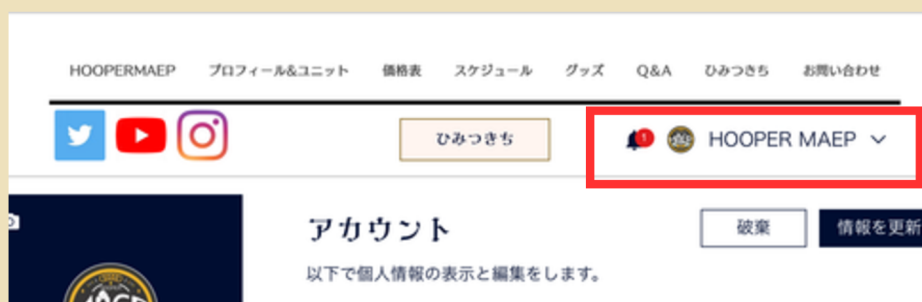 HOOPERMAEP プロフィール&ユニット 価格表 スケジュール グッズ Q&A ひみつきち お問い合わせ
ひみつきち 1 HOOPER MAEP
アカウント 破棄 情報を更新
以下で個人情報の表示と編集をします。